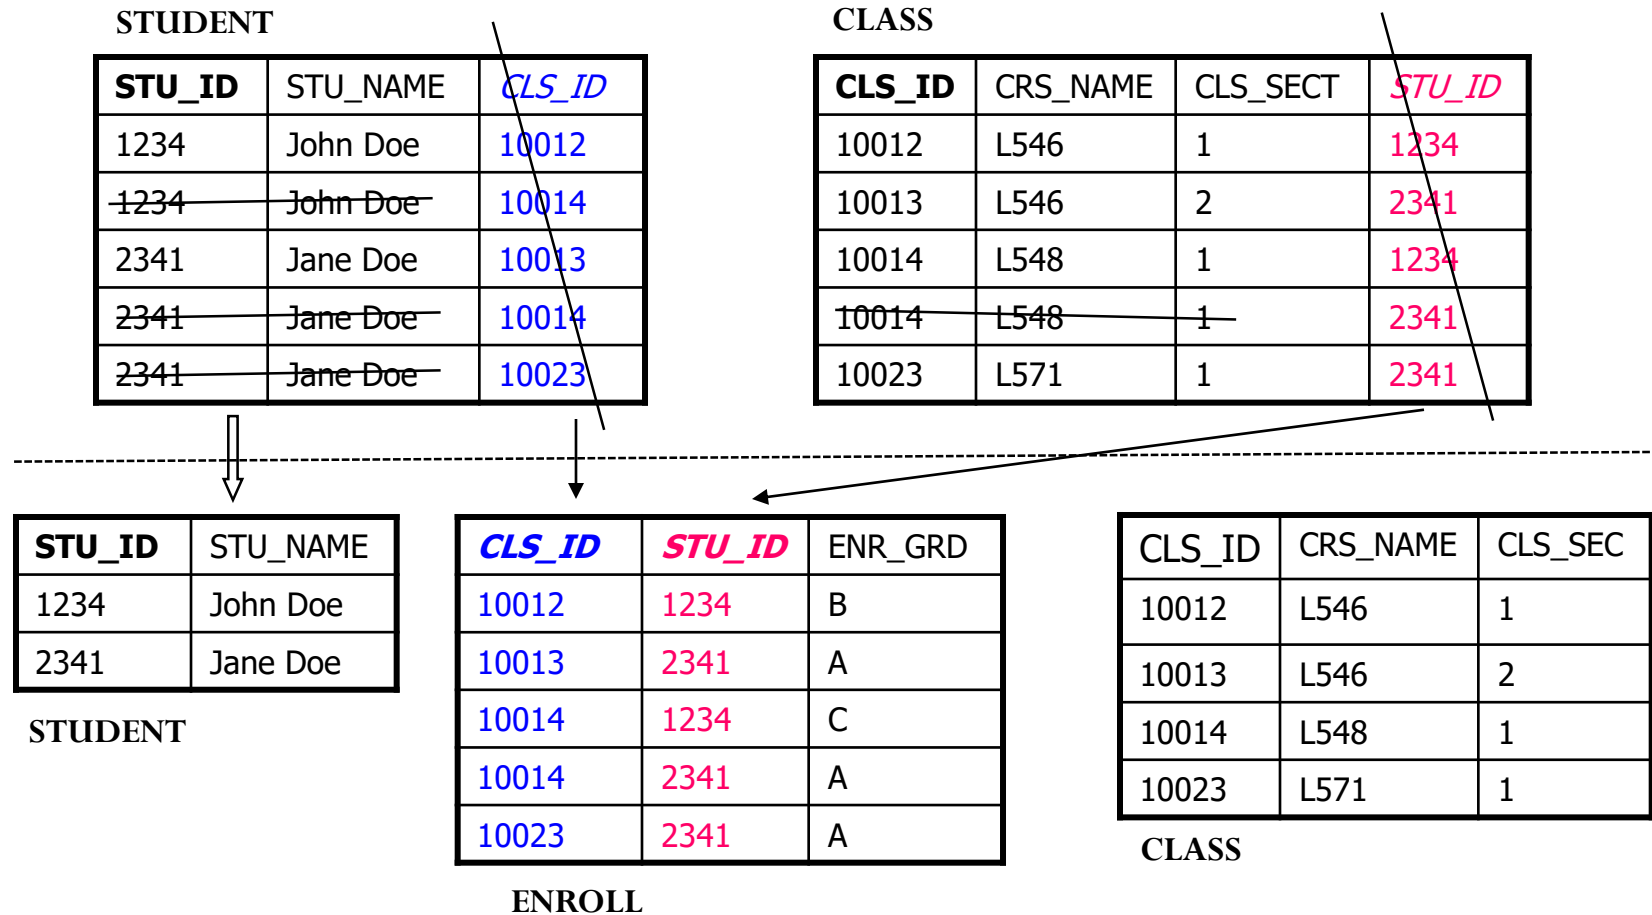 STUDENT
STU_ID STU_NAME CLS_ID
1234 John Doe 10012
1234 John Doe 10014
2341 Jane Doe 10013
2341 Jane Doe 10014
2341 Jane Doe 10023
CLASS
CLS_ID CRS_NAME CLS_SECT STU_ID
10012 L546 1 1234
10013 L546 2 2341
10014 L548 1 1234
10014 L548 1 2341
10023 L571 1 2341
STU_ID STU_NAME
1234 John Doe
2341 Jane Doe
STUDENT
CLS_ID STU_ID ENR_GRD
10012 1234 B
10013 2341 A
10014 1234 C
10014 2341 A
10023 2341 A
ENROLL
CLS_ID CRS_NAME CLS_SEC
10012 L546 1
10013 L546 2
10014 L548 1
10023 L571 1
CLASS